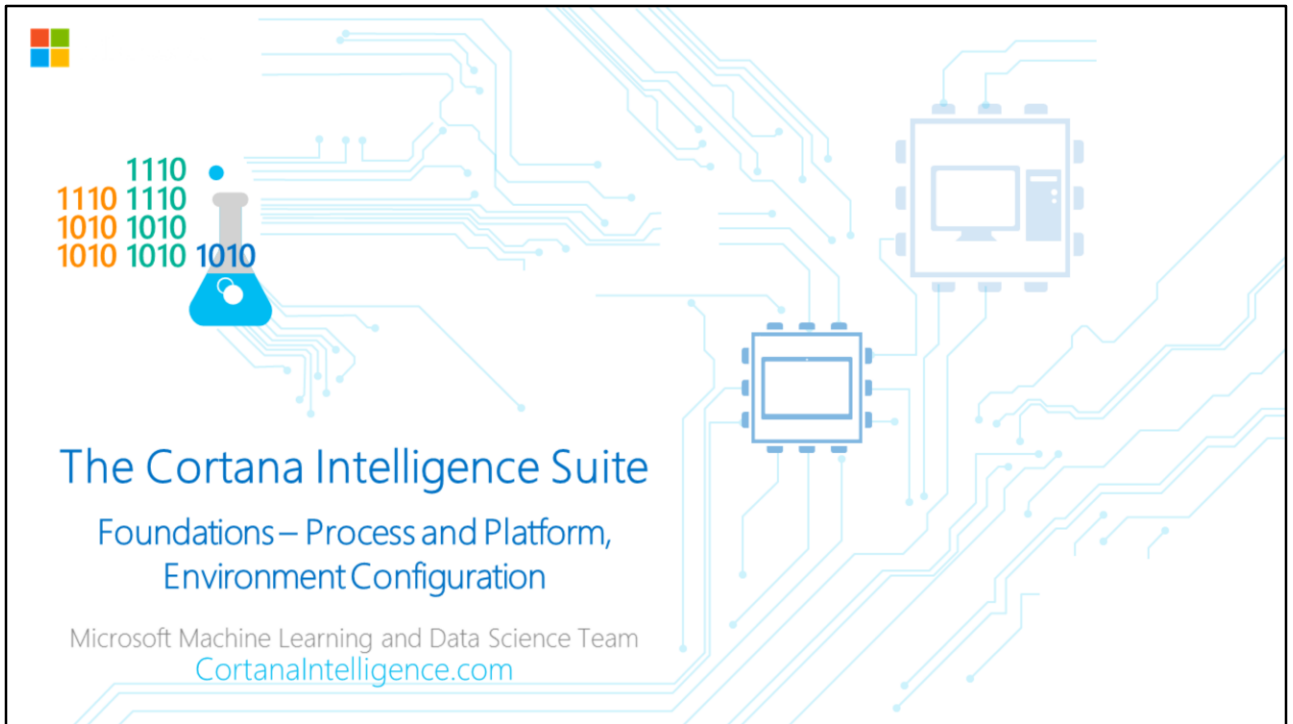 1110
1110 1110
1010 1010
1010 1010 1010
The Cortana Intelligence Suite
Foundations – Process and Platform,
Environment Configuration
Microsoft Machine Learning and Data Science Team
CortanaIntelligence.com